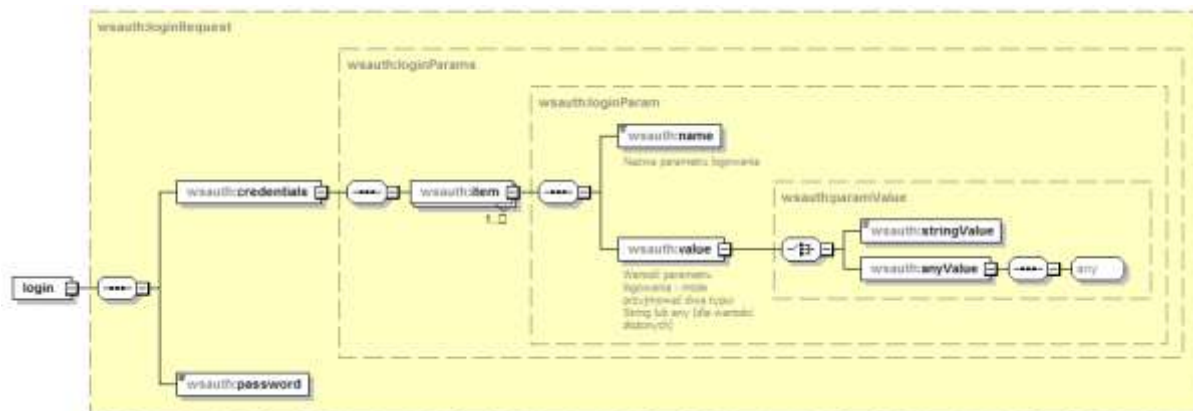 wsauth:loginRequest
wsauth:loginParams
wsauth:loginParam
wsauth:name
Nazwa parametru logowania
wsauth:credentials
wsauth:item
1..
wsauth:paramValue
wsauth:stringValue
wsauth:value
wsauth:anyValue
any
Wartość parametru
logowania - może
przyjmować dwa typu
String lub any (dla wartości
złożonych)
login
wsauth:password